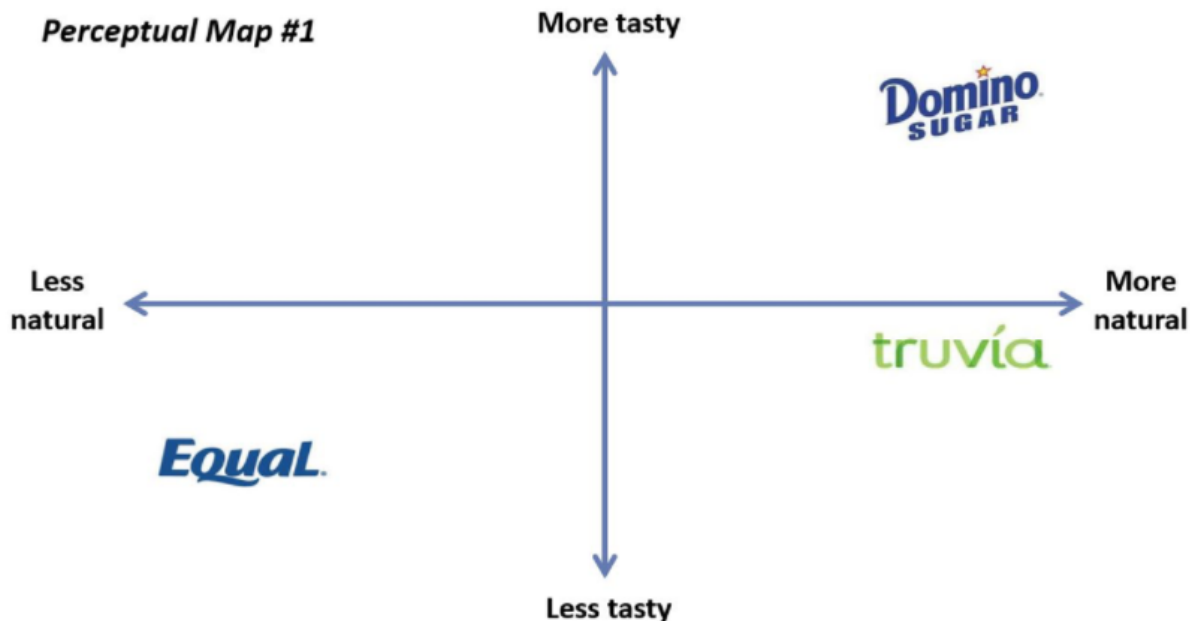 Perceptual Map #1
More tasty
Domino
SUGAR
Less
natural
More
natural
truvía
EQUAL
Less tasty